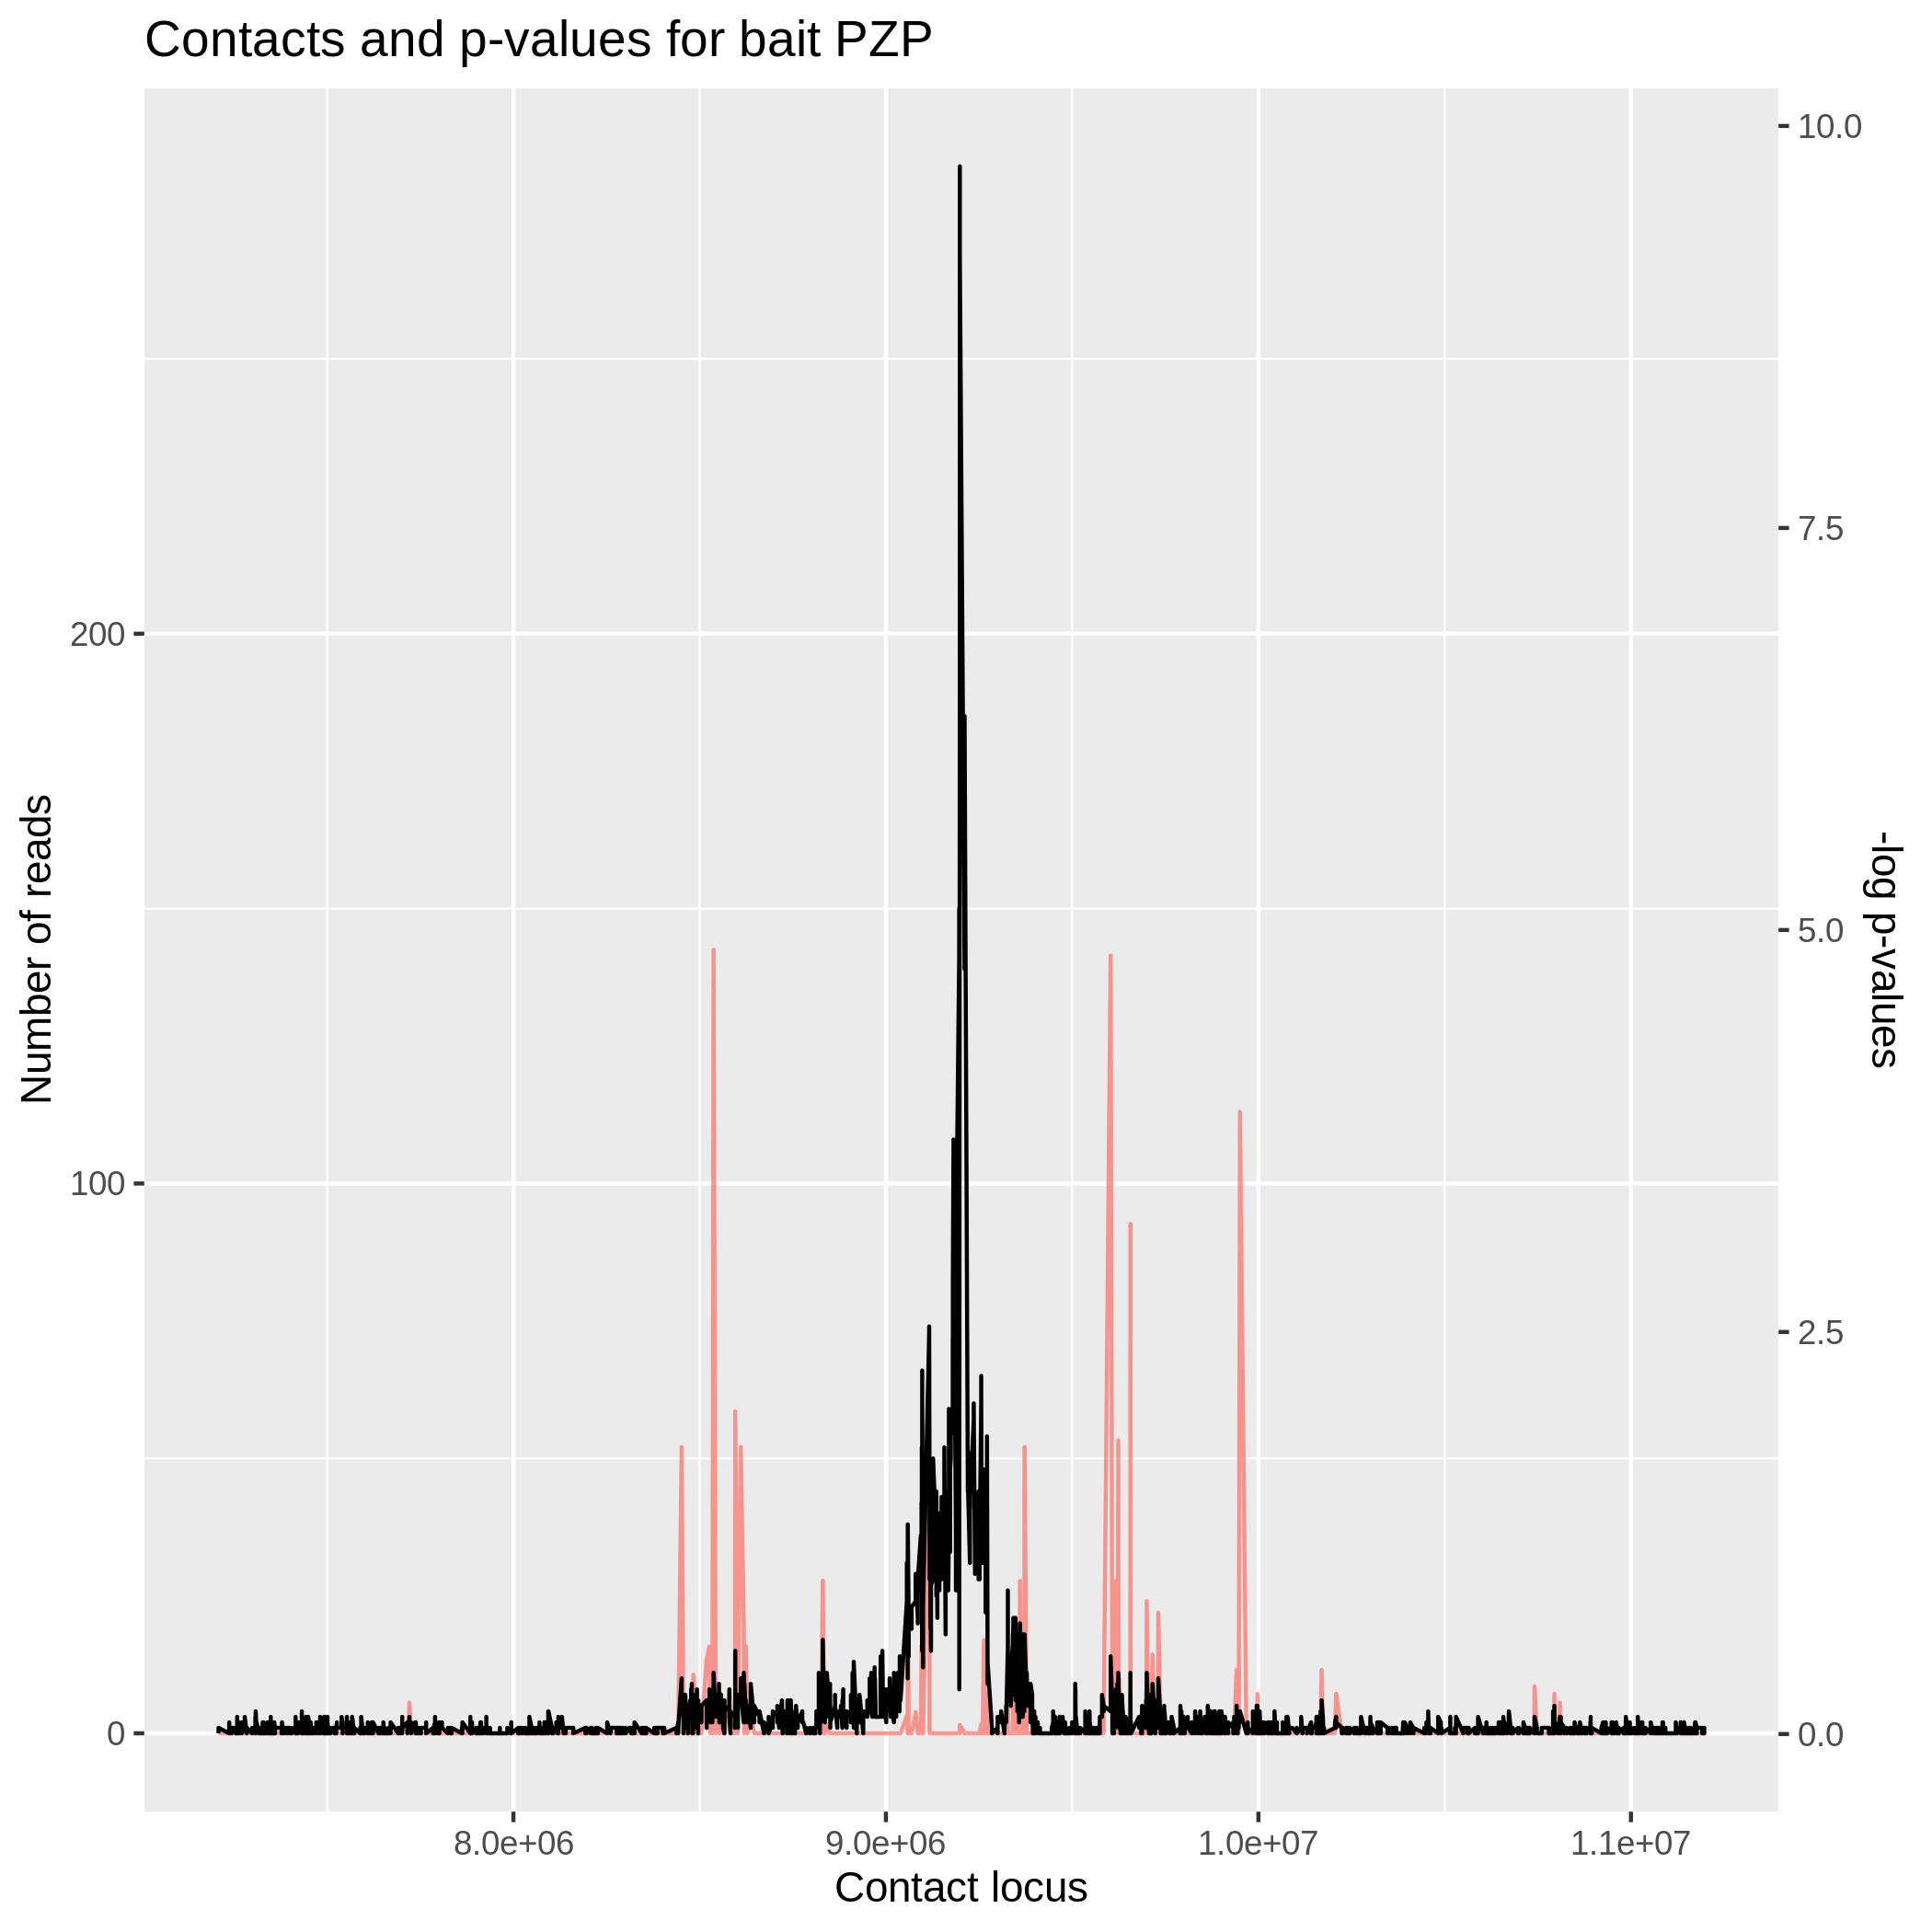 Contacts and p-values for bait PZP
Number of reads
200
100
0
10.0
7.5
5.0
2.5
0.0
-log p-values
8.0e+06
9.0e+06
1.0e+07
1.1e+07
Contact locus